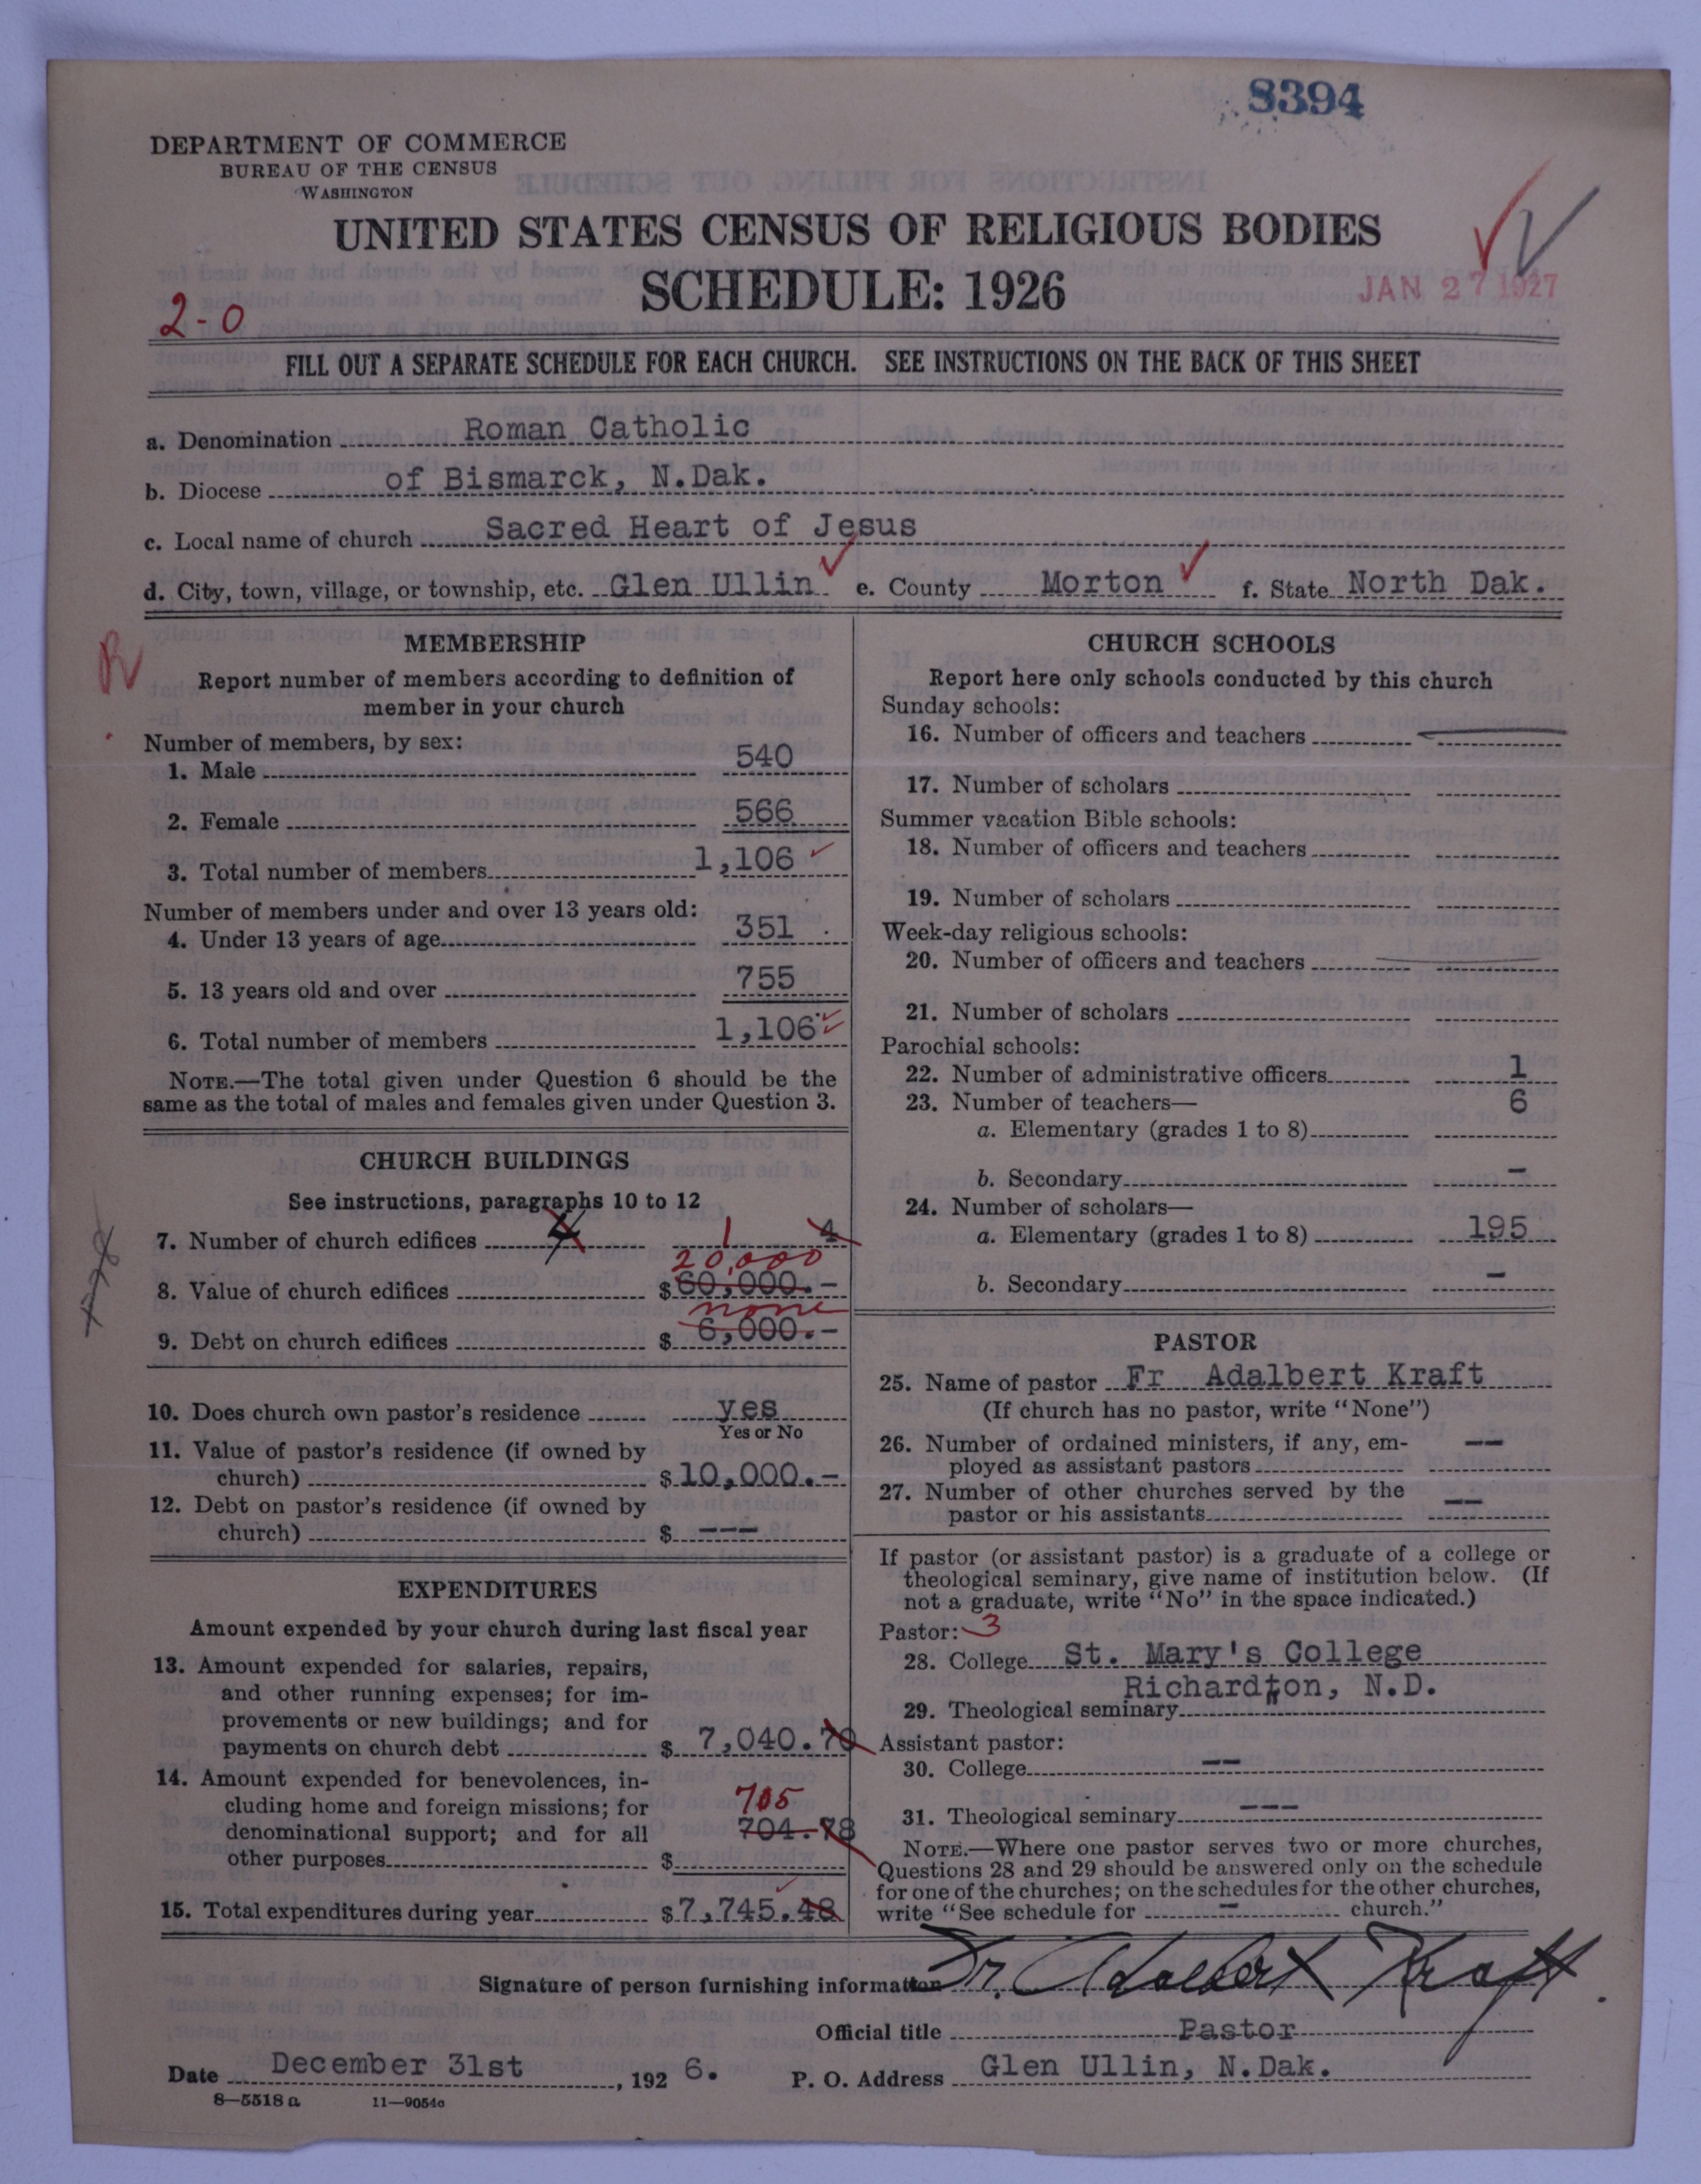 8394
DEPARTMENT OF COMMERCE
BUREAU OF THE CENSUS
WASHINGTON
UNITED STATES CENSUS OF RELIGIOUS BODIES
SCHEDULE: 1926
JAN 27 1927
2-0
FILL OUT A SEPARATE SCHEDULE FOR EACH CHURCH. SEE INSTRUCTIONS ON THE BACK OF THIS SHEET
a. Denomination Roman Catholic
b. Diocese of Bismarck, N.Dak.
c. Local name of church Sacred Heart of Jesus
d. City, town, village, or township, etc. Glen Ullin e. County Morton f. State North Dak.
R
MEMBERSHIP
Report number of members according to definition of
member in your church
Number of members, by sex:
1. Male 540
2. Female 566
3. Total number of members 1,106
Number of members under and over 13 years old:
4. Under 13 years of age 351
5. 13 years old and over 755
6. Total number of members 1,106
NOTE.—The total given under Question 6 should be the
same as the total of males and females given under Question 3.
CHURCH BUILDINGS
See instructions, paragraphs 10 to 12
7. Number of church edifices 4 1 4
20,000
8. Value of church edifices $60,000.-
none
9. Debt on church edifices $ 6,000.-
10. Does church own pastor's residence yes
Yes or No
11. Value of pastor's residence (if owned by
church) $10,000.-
12. Debt on pastor's residence (if owned by
church) $ ---
EXPENDITURES
Amount expended by your church during last fiscal year
13. Amount expended for salaries, repairs,
and other running expenses; for im-
provements or new buildings; and for
payments on church debt $ 7,040.70
14. Amount expended for benevolences, in-
cluding home and foreign missions; for 705
denominational support; and for all 704.78
other purposes $
15. Total expenditures during year $7,745.48
CHURCH SCHOOLS
Report here only schools conducted by this church
Sunday schools:
16. Number of officers and teachers
17. Number of scholars
Summer vacation Bible schools:
18. Number of officers and teachers
19. Number of scholars
Week-day religious schools:
20. Number of officers and teachers
21. Number of scholars
Parochial schools:
22. Number of administrative officers 1
23. Number of teachers— 6
a. Elementary (grades 1 to 8)
b. Secondary -
24. Number of scholars—
a. Elementary (grades 1 to 8) 195
b. Secondary -
PASTOR
25. Name of pastor Fr Adalbert Kraft
(If church has no pastor, write "None")
26. Number of ordained ministers, if any, em- --
ployed as assistant pastors
27. Number of other churches served by the --
pastor or his assistants
If pastor (or assistant pastor) is a graduate of a college or
theological seminary, give name of institution below. (If
not a graduate, write "No" in the space indicated.)
Pastor: 3
28. College St. Mary's College
Richardton, N.D.
29. Theological seminary
Assistant pastor:
30. College --
31. Theological seminary ---
NOTE.—Where one pastor serves two or more churches,
Questions 28 and 29 should be answered only on the schedule
for one of the churches; on the schedules for the other churches,
write "See schedule for - church."
Signature of person furnishing information Fr. Adalbert Kraft
Official title Pastor
Date December 31st, 192 6. P. O. Address Glen Ullin, N.Dak.
8—5518 a 11—9054c